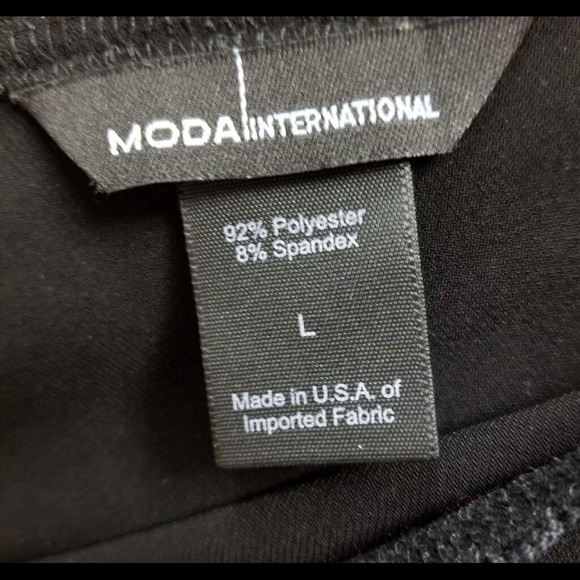 MODA INTERNATIONAL
92% Polyester
8% Spandex
L
Made in U.S.A. of
Imported Fabric